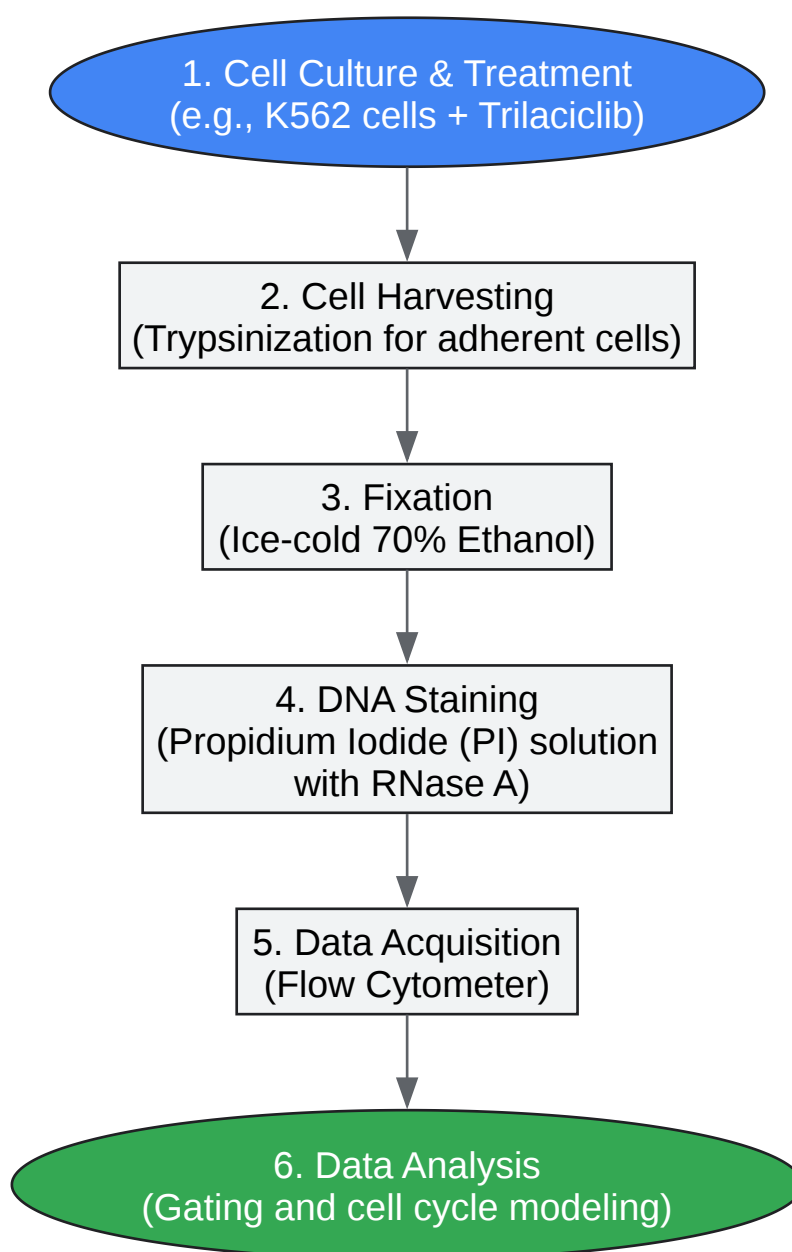 1. Cell Culture & Treatment
(e.g., K562 cells + Trilaciclib)
2. Cell Harvesting
(Trypsinization for adherent cells)
3. Fixation
(Ice-cold 70% Ethanol)
4. DNA Staining
(Propidium Iodide (PI) solution
with RNase A)
5. Data Acquisition
(Flow Cytometer)
6. Data Analysis
(Gating and cell cycle modeling)